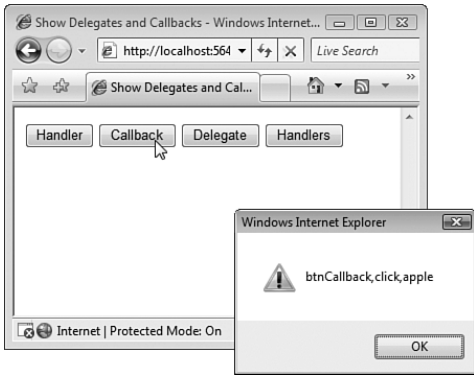 Show Delegates and Callbacks - Windows Internet...
http://localhost:564
Live Search
Show Delegates and Cal...
Handler Callback Delegate Handlers
Windows Internet Explorer
btnCallback,click,apple
OK
Internet | Protected Mode: On